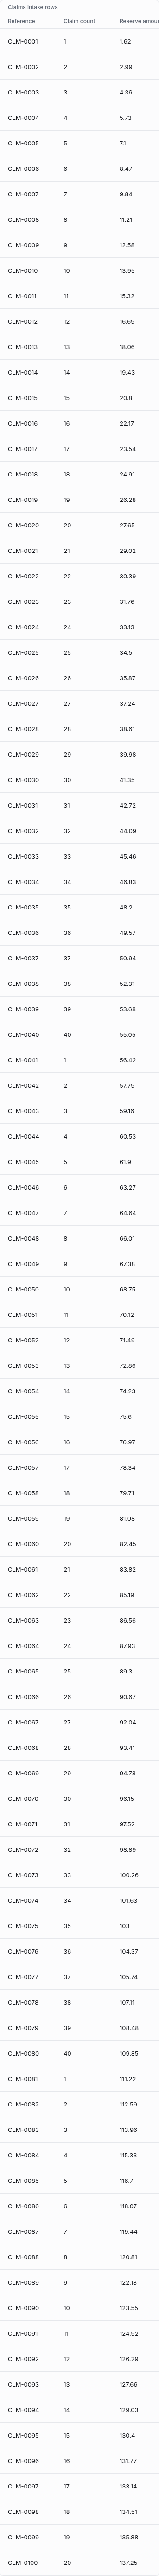 Claims intake rows
Reference Claim count Reserve amou
CLM-0001 1 1.62
CLM-0002 2 2.99
CLM-0003 3 4.36
CLM-0004 4 5.73
CLM-0005 5 7.1
CLM-0006 6 8.47
CLM-0007 7 9.84
CLM-0008 8 11.21
CLM-0009 9 12.58
CLM-0010 10 13.95
CLM-0011 11 15.32
CLM-0012 12 16.69
CLM-0013 13 18.06
CLM-0014 14 19.43
CLM-0015 15 20.8
CLM-0016 16 22.17
CLM-0017 17 23.54
CLM-0018 18 24.91
CLM-0019 19 26.28
CLM-0020 20 27.65
CLM-0021 21 29.02
CLM-0022 22 30.39
CLM-0023 23 31.76
CLM-0024 24 33.13
CLM-0025 25 34.5
CLM-0026 26 35.87
CLM-0027 27 37.24
CLM-0028 28 38.61
CLM-0029 29 39.98
CLM-0030 30 41.35
CLM-0031 31 42.72
CLM-0032 32 44.09
CLM-0033 33 45.46
CLM-0034 34 46.83
CLM-0035 35 48.2
CLM-0036 36 49.57
CLM-0037 37 50.94
CLM-0038 38 52.31
CLM-0039 39 53.68
CLM-0040 40 55.05
CLM-0041 1 56.42
CLM-0042 2 57.79
CLM-0043 3 59.16
CLM-0044 4 60.53
CLM-0045 5 61.9
CLM-0046 6 63.27
CLM-0047 7 64.64
CLM-0048 8 66.01
CLM-0049 9 67.38
CLM-0050 10 68.75
CLM-0051 11 70.12
CLM-0052 12 71.49
CLM-0053 13 72.86
CLM-0054 14 74.23
CLM-0055 15 75.6
CLM-0056 16 76.97
CLM-0057 17 78.34
CLM-0058 18 79.71
CLM-0059 19 81.08
CLM-0060 20 82.45
CLM-0061 21 83.82
CLM-0062 22 85.19
CLM-0063 23 86.56
CLM-0064 24 87.93
CLM-0065 25 89.3
CLM-0066 26 90.67
CLM-0067 27 92.04
CLM-0068 28 93.41
CLM-0069 29 94.78
CLM-0070 30 96.15
CLM-0071 31 97.52
CLM-0072 32 98.89
CLM-0073 33 100.26
CLM-0074 34 101.63
CLM-0075 35 103
CLM-0076 36 104.37
CLM-0077 37 105.74
CLM-0078 38 107.11
CLM-0079 39 108.48
CLM-0080 40 109.85
CLM-0081 1 111.22
CLM-0082 2 112.59
CLM-0083 3 113.96
CLM-0084 4 115.33
CLM-0085 5 116.7
CLM-0086 6 118.07
CLM-0087 7 119.44
CLM-0088 8 120.81
CLM-0089 9 122.18
CLM-0090 10 123.55
CLM-0091 11 124.92
CLM-0092 12 126.29
CLM-0093 13 127.66
CLM-0094 14 129.03
CLM-0095 15 130.4
CLM-0096 16 131.77
CLM-0097 17 133.14
CLM-0098 18 134.51
CLM-0099 19 135.88
CLM-0100 20 137.25